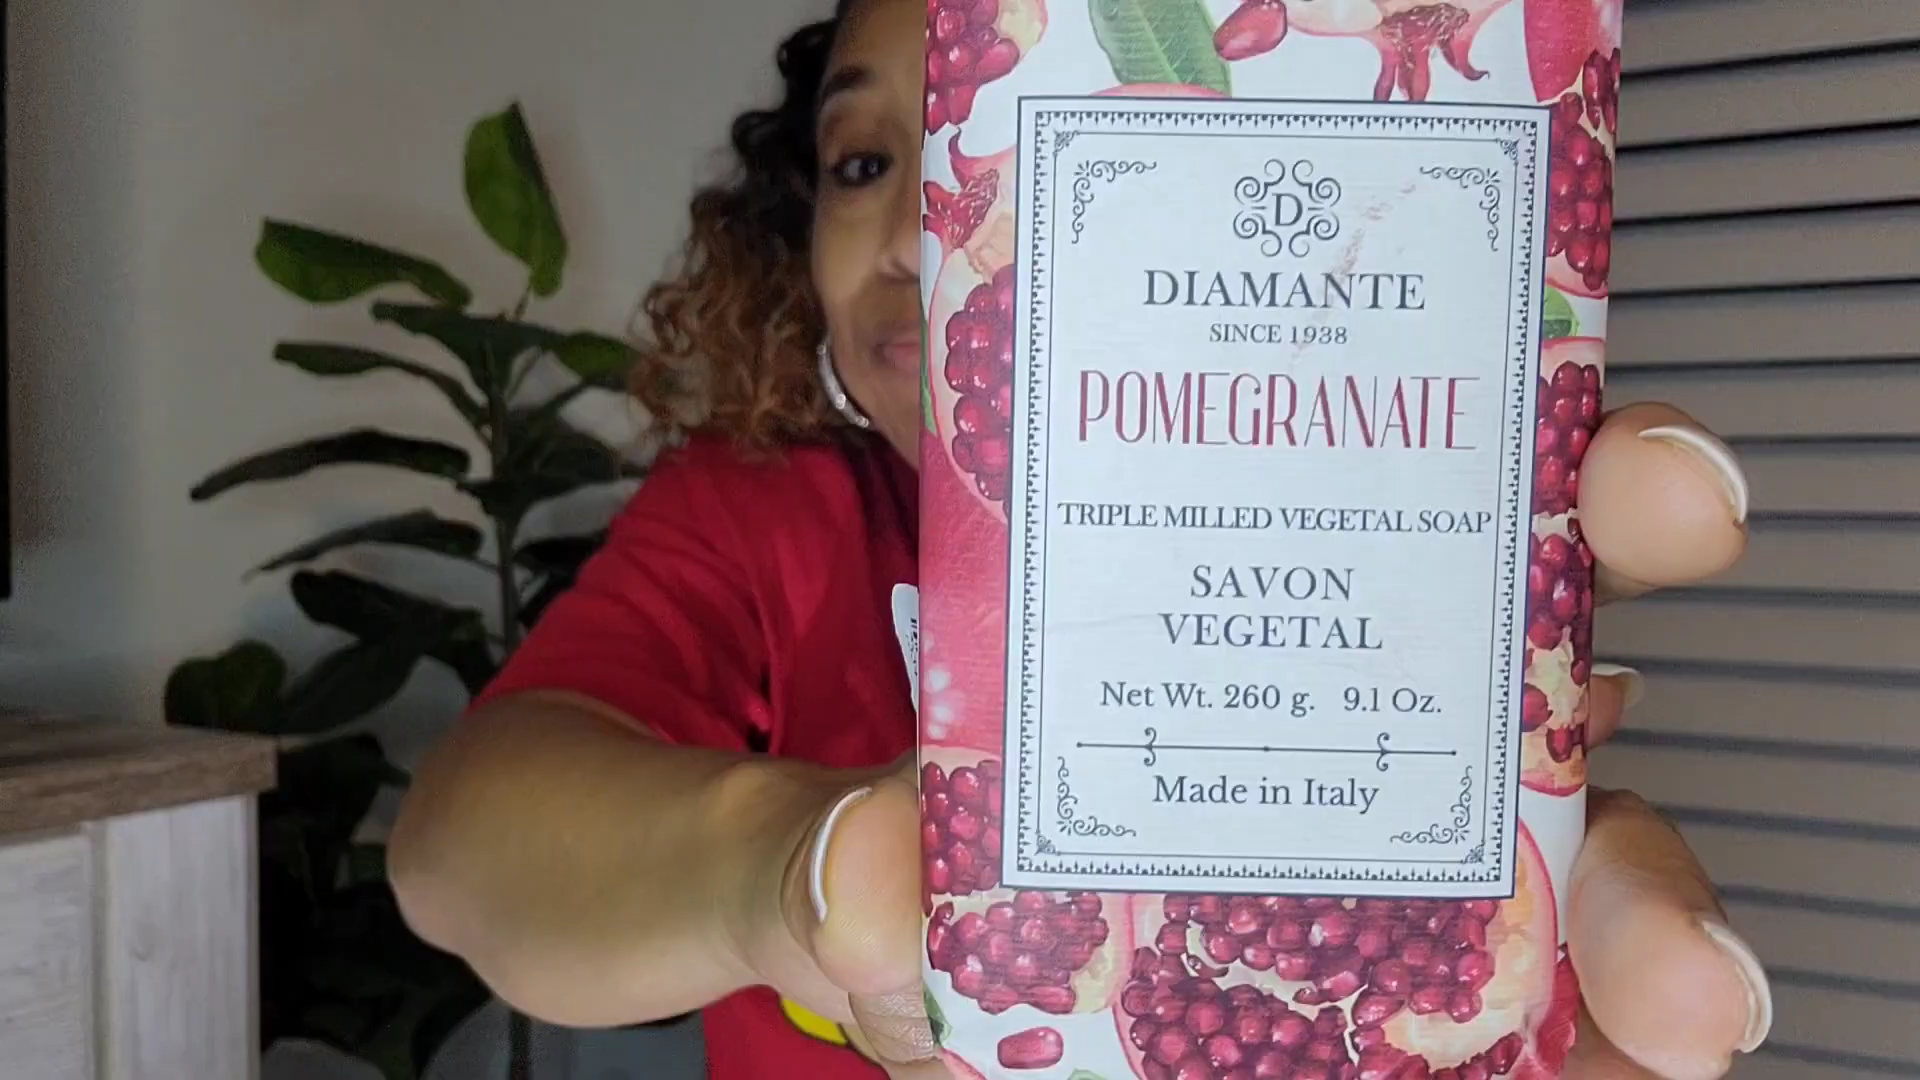 D
DIAMANTE
SINCE 1938
POMEGRANATE
TRIPLE MILLED VEGETAL SOAP
SAVON
VEGETAL
Net Wt. 260 g. 9.1 Oz.
Made in Italy